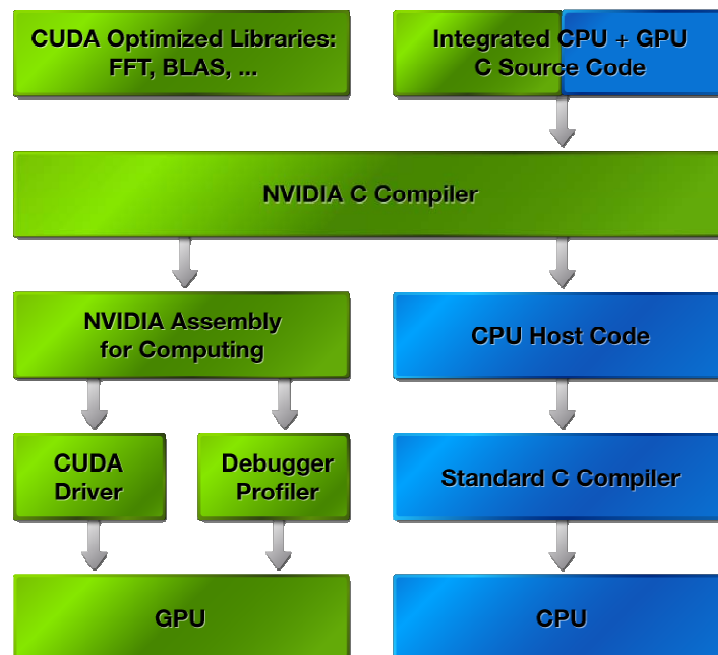 CUDA Optimized Libraries:
FFT, BLAS, ...
Integrated CPU + GPU
C Source Code
NVIDIA C Compiler
NVIDIA Assembly
for Computing
CPU Host Code
CUDA
Driver
Debugger
Profiler
Standard C Compiler
GPU
CPU